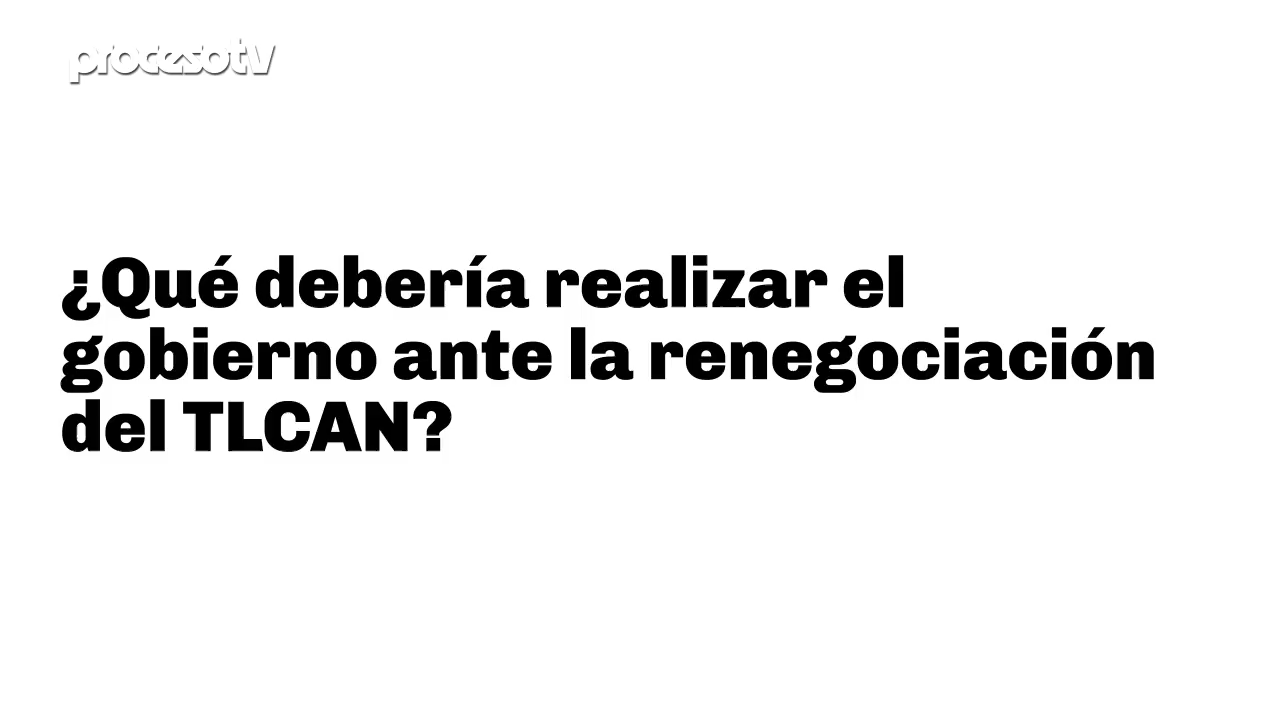 procesotv
¿Qué debería realizar el
gobierno ante la renegociación
del TLCAN?